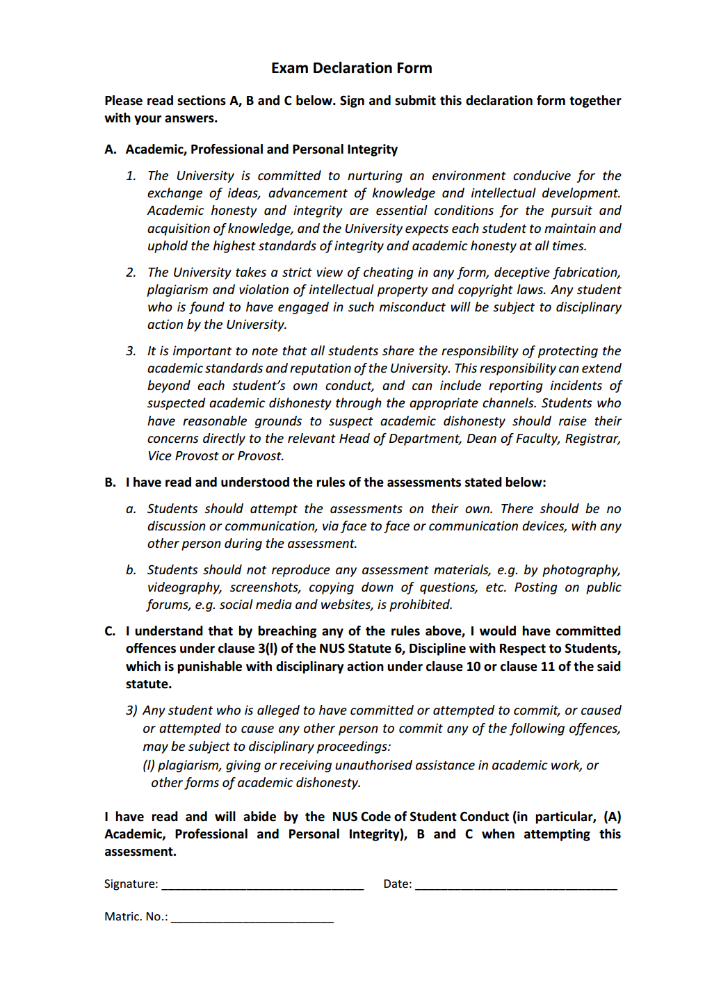 Exam Declaration Form
Please read sections A, B and C below. Sign and submit this declaration form together
with your answers.
A. Academic, Professional and Personal Integrity
1. The University is committed to nurturing an environment conducive for the
exchange of ideas, advancement of knowledge and intellectual development.
Academic honesty and integrity are essential conditions for the pursuit and
acquisition of knowledge, and the University expects each student to maintain and
uphold the highest standards of integrity and academic honesty at all times.
2. The University takes a strict view of cheating in any form, deceptive fabrication,
plagiarism and violation of intellectual property and copyright laws. Any student
who is found to have engaged in such misconduct will be subject to disciplinary
action by the University.
3. It is important to note that all students share the responsibility of protecting the
academic standards and reputation of the University. This responsibility can extend
beyond each student’s own conduct, and can include reporting incidents of
suspected academic dishonesty through the appropriate channels. Students who
have reasonable grounds to suspect academic dishonesty should raise their
concerns directly to the relevant Head of Department, Dean of Faculty, Registrar,
Vice Provost or Provost.
B. I have read and understood the rules of the assessments stated below:
a. Students should attempt the assessments on their own. There should be no
discussion or communication, via face to face or communication devices, with any
other person during the assessment.
b. Students should not reproduce any assessment materials, e.g. by photography,
videography, screenshots, copying down of questions, etc. Posting on public
forums, e.g. social media and websites, is prohibited.
C. I understand that by breaching any of the rules above, I would have committed
offences under clause 3(l) of the NUS Statute 6, Discipline with Respect to Students,
which is punishable with disciplinary action under clause 10 or clause 11 of the said
statute.
3) Any student who is alleged to have committed or attempted to commit, or caused
or attempted to cause any other person to commit any of the following offences,
may be subject to disciplinary proceedings:
(l) plagiarism, giving or receiving unauthorised assistance in academic work, or
other forms of academic dishonesty.
I have read and will abide by the NUS Code of Student Conduct (in particular, (A)
Academic, Professional and Personal Integrity), B and C when attempting this
assessment.
Signature: _______________________________ Date: _______________________________
Matric. No.: _________________________